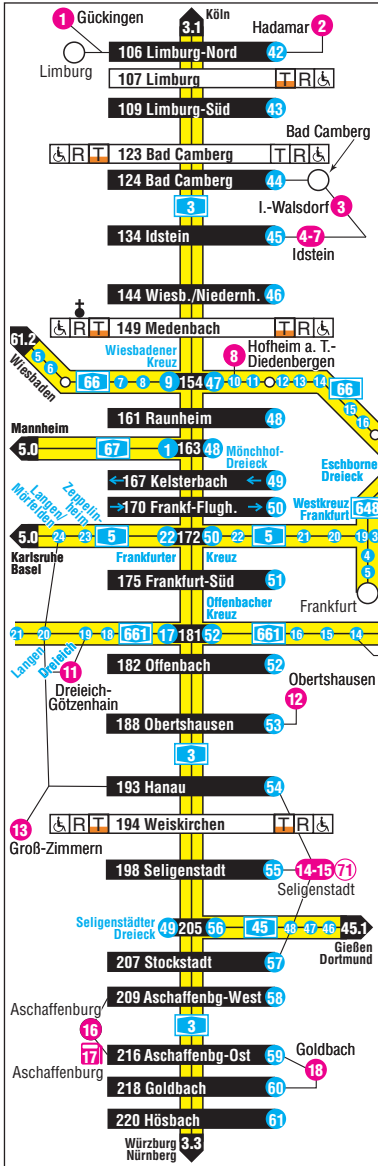 1 Gückingen
3.1 Köln
Hadamar 2
Limburg
106 Limburg-Nord 42
107 Limburg T R
109 Limburg-Süd 43
Bad Camberg
R T 123 Bad Camberg T R
124 Bad Camberg 44
3
I.-Walsdorf 3
134 Idstein 45 4-7
Idstein
144 Wiesb./Niedernh. 46
R T 149 Medenbach T R
61.2
Wiesbaden
5 6
Wiesbadener
Kreuz
8 Hofheim a. T.-
Diedenbergen
66 7 8 9 154 47 10 11 12 13 14 66
15 16
161 Raunheim 48
Mannheim
5.0 67 1 163 48 Mönchhof-
Dreieck
Eschborner
Dreieck
← 167 Kelsterbach ← 49
→ 170 Frankf-Flugh. → 50
Westkreuz
Frankfurt
648
Langen/
Mörfelden
Zeppelin-
heim
5.0 24 23 5 22 172 50 22 5 21 20 19 3
Karlsruhe
Basel
Frankfurter Kreuz
4
5
175 Frankfurt-Süd 51
Frankfurt
Offenbacher
Kreuz
21 20 19 18 661 17 181 52 661 16 15 14
Langen
Dreieich
182 Offenbach 52
11
Dreieich-
Götzenhain
Obertshausen
12
188 Obertshausen 53
3
193 Hanau 54
13
Groß-Zimmern
R T 194 Weiskirchen T R
198 Seligenstadt 55 14-15 71
Seligenstadt
Seligenstädter
Dreieck
49 205 56 45 48 47 46 45.1
Gießen
Dortmund
207 Stockstadt 57
209 Aschaffenbg-West 58
Aschaffenburg
3
16
17
Aschaffenburg
216 Aschaffenbg-Ost 59
Goldbach
18
218 Goldbach 60
220 Hösbach 61
Würzburg
Nürnberg
3.3